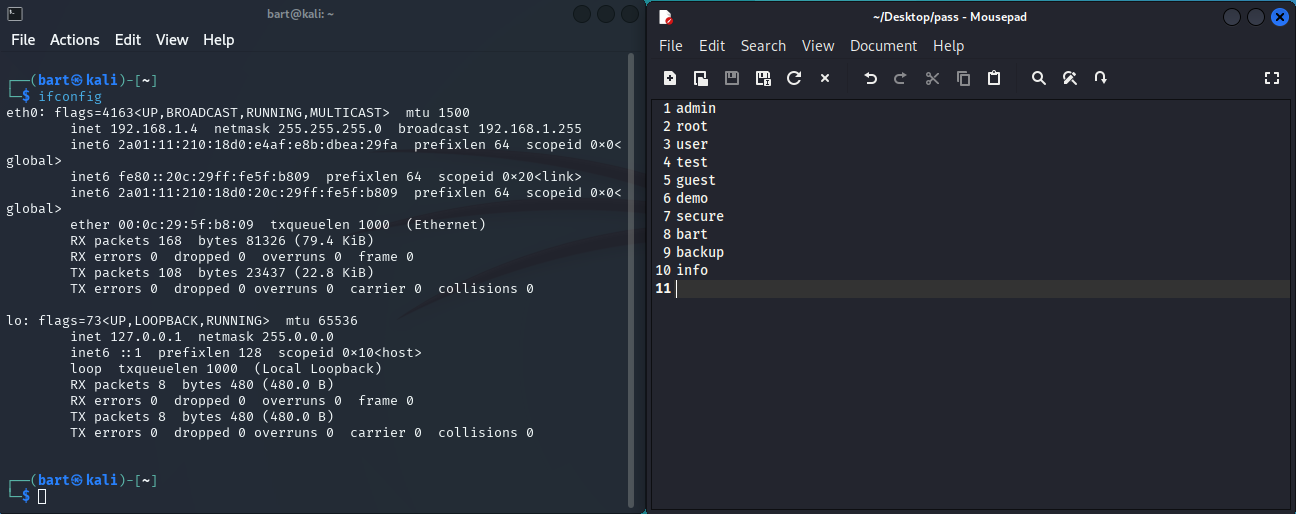 bart@kali: ~
File Actions Edit View Help
┌──(bart㉿kali)-[~]
└─$ ifconfig
eth0: flags=4163<UP,BROADCAST,RUNNING,MULTICAST>  mtu 1500
        inet 192.168.1.4  netmask 255.255.255.0  broadcast 192.168.1.255
        inet6 2a01:11:210:18d0:e4af:e8b:dbea:29fa  prefixlen 64  scopeid 0×0<
global>
        inet6 fe80::20c:29ff:fe5f:b809  prefixlen 64  scopeid 0×20<link>
        inet6 2a01:11:210:18d0:20c:29ff:fe5f:b809  prefixlen 64  scopeid 0×0<
global>
        ether 00:0c:29:5f:b8:09  txqueuelen 1000  (Ethernet)
        RX packets 168  bytes 81326 (79.4 KiB)
        RX errors 0  dropped 0  overruns 0  frame 0
        TX packets 108  bytes 23437 (22.8 KiB)
        TX errors 0  dropped 0 overruns 0  carrier 0  collisions 0
lo: flags=73<UP,LOOPBACK,RUNNING>  mtu 65536
        inet 127.0.0.1  netmask 255.0.0.0
        inet6 ::1  prefixlen 128  scopeid 0×10<host>
        loop  txqueuelen 1000  (Local Loopback)
        RX packets 8  bytes 480 (480.0 B)
        RX errors 0  dropped 0  overruns 0  frame 0
        TX packets 8  bytes 480 (480.0 B)
        TX errors 0  dropped 0 overruns 0  carrier 0  collisions 0
┌──(bart㉿kali)-[~]
└─$
~/Desktop/pass - Mousepad
File Edit Search View Document Help
1 admin
2 root
3 user
4 test
5 guest
6 demo
7 secure
8 bart
9 backup
10 info
11